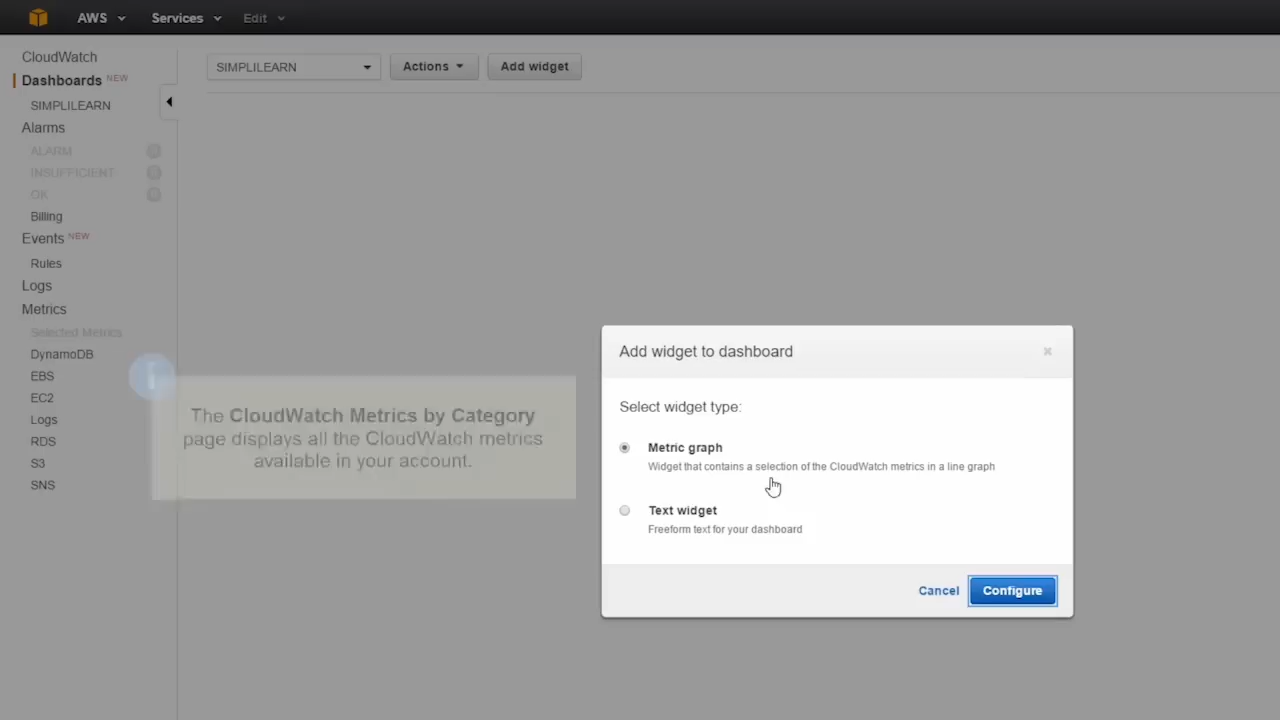 AWS
Services
Edit
CloudWatch
Dashboards NEW
SIMPLILEARN
Alarms
ALARM
INSUFFICIENT
OK
Billing
Events NEW
Rules
Logs
Metrics
Selected Metrics
DynamoDB
EBS
EC2
Logs
RDS
S3
SNS
SIMPLILEARN
Actions
Add widget
The CloudWatch Metrics by Category
page displays all the CloudWatch metrics
available in your account.
Add widget to dashboard
Select widget type:
Metric graph
Widget that contains a selection of the CloudWatch metrics in a line graph
Text widget
Freeform text for your dashboard
Cancel
Configure